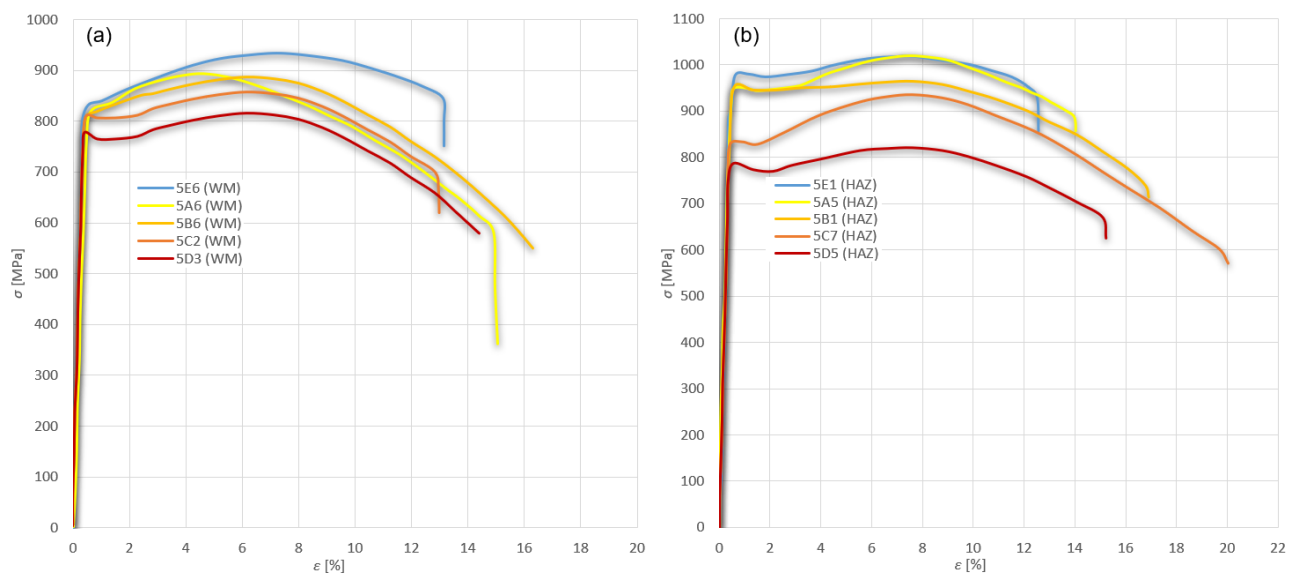 (a)
1000
900
800
700
600
500
400
300
200
100
0
σ [MPa]
5E6 (WM)
5A6 (WM)
5B6 (WM)
5C2 (WM)
5D3 (WM)
0 2 4 6 8 10 12 14 16 18 20
ε [%]
(b)
1100
1000
900
800
700
600
500
400
300
200
100
0
σ [MPa]
5E1 (HAZ)
5A5 (HAZ)
5B1 (HAZ)
5C7 (HAZ)
5D5 (HAZ)
0 2 4 6 8 10 12 14 16 18 20 22
ε [%]